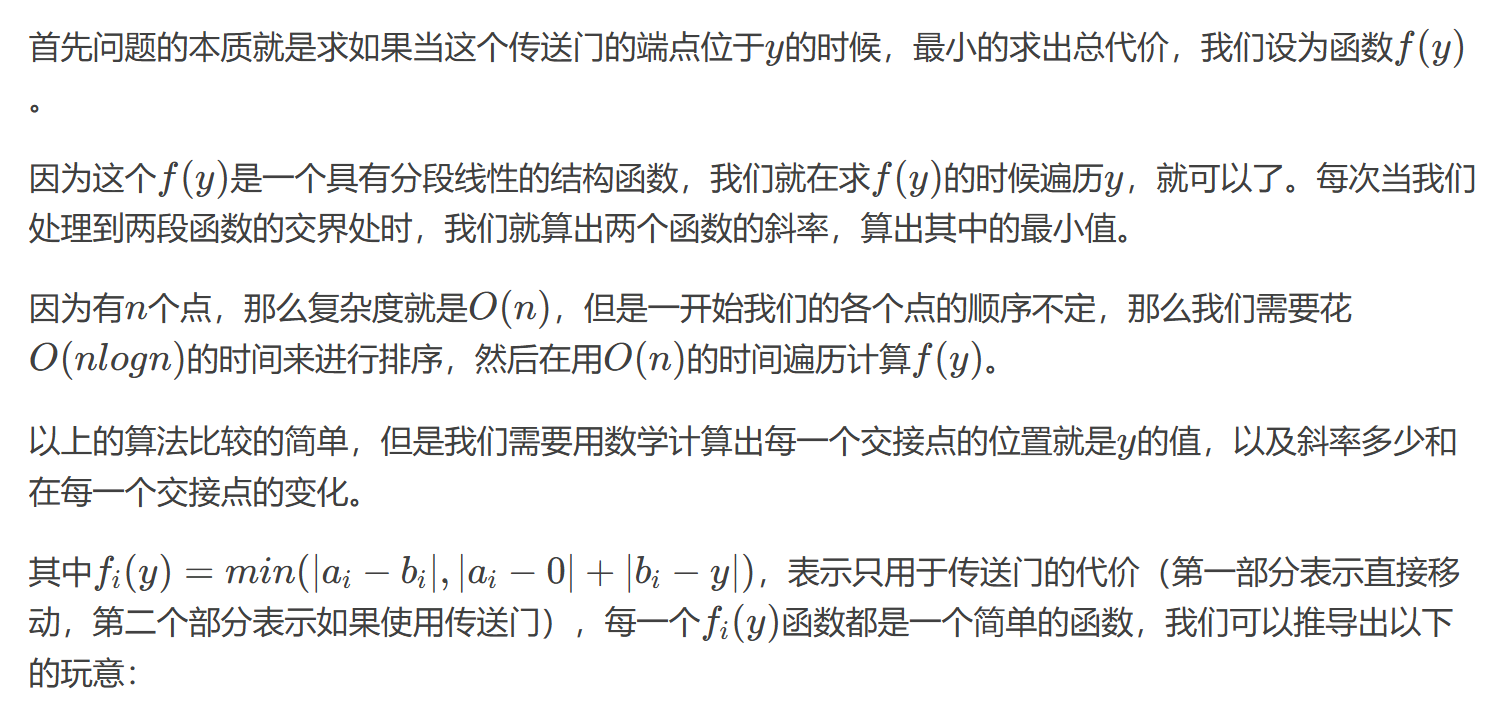 首先问题的本质就是求如果当这个传送门的端点位于y的时候，最小的求出总代价，我们设为函数f(y)
。
因为这个f(y)是一个具有分段线性的结构函数，我们就在求f(y)的时候遍历y，就可以了。每次当我们
处理到两段函数的交界处时，我们就算出两个函数的斜率，算出其中的最小值。
因为有n个点，那么复杂度就是O(n)，但是一开始我们的各个点的顺序不定，那么我们需要花
O(nlogn)的时间来进行排序，然后在用O(n)的时间遍历计算f(y)。
以上的算法比较的简单，但是我们需要用数学计算出每一个交接点的位置就是y的值，以及斜率多少和
在每一个交接点的变化。
其中f_i(y) = min(|a_i − b_i|, |a_i − 0| + |b_i − y|)，表示只用于传送门的代价（第一部分表示直接移
动，第二个部分表示如果使用传送门），每一个f_i(y)函数都是一个简单的函数，我们可以推导出以下
的玩意：